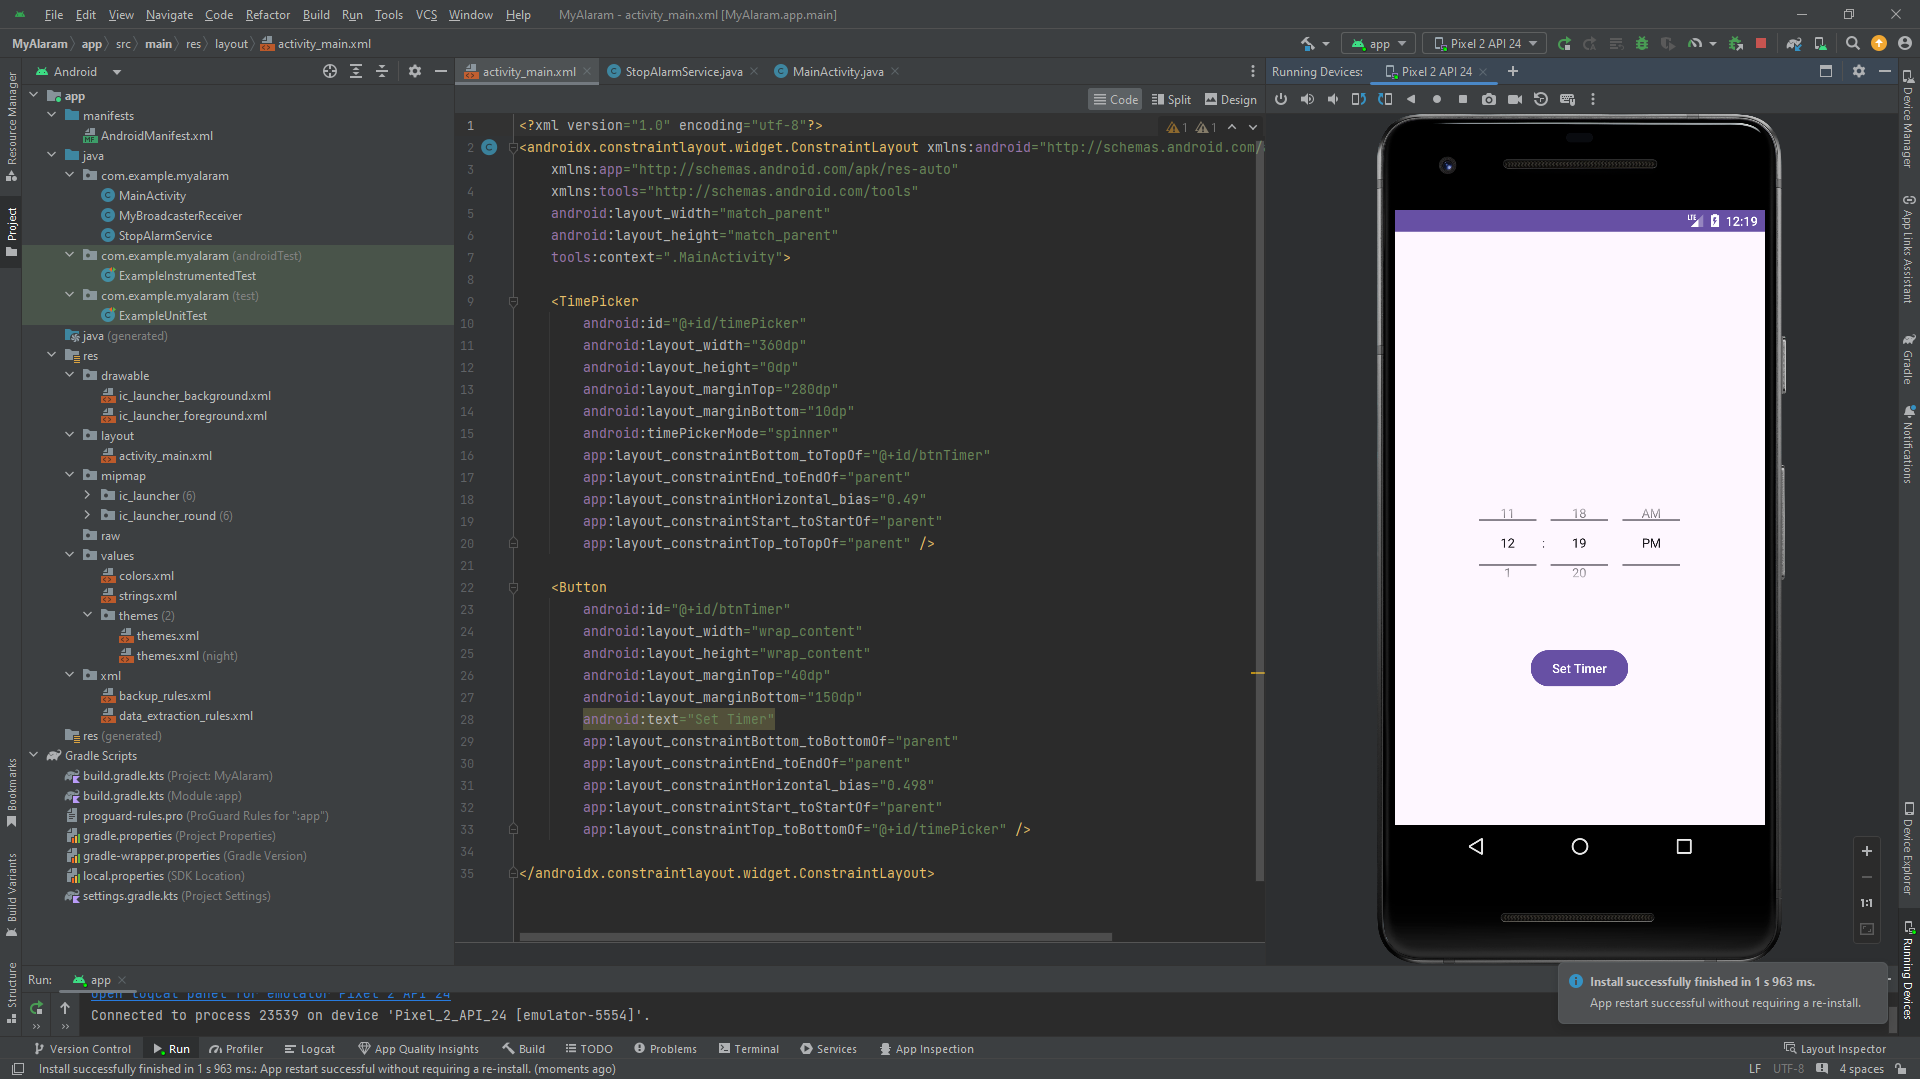 File Edit View Navigate Code Refactor Build Run Tools VCS Window Help MyAlaram - activity_main.xml [MyAlaram.app.main]
MyAlaram app src main res layout activity_main.xml
app Pixel 2 API 24
Android
activity_main.xml StopAlarmService.java MainActivity.java
Running Devices: Pixel 2 API 24
Code Split Design
Resource Manager
Project
Bookmarks
Build Variants
Structure
app
manifests
AndroidManifest.xml
java
com.example.myalaram
MainActivity
MyBroadcasterReceiver
StopAlarmService
com.example.myalaram (androidTest)
ExampleInstrumentedTest
com.example.myalaram (test)
ExampleUnitTest
java (generated)
res
drawable
ic_launcher_background.xml
ic_launcher_foreground.xml
layout
activity_main.xml
mipmap
ic_launcher (6)
ic_launcher_round (6)
raw
values
colors.xml
strings.xml
themes (2)
themes.xml
themes.xml (night)
xml
backup_rules.xml
data_extraction_rules.xml
res (generated)
Gradle Scripts
build.gradle.kts (Project: MyAlaram)
build.gradle.kts (Module :app)
proguard-rules.pro (ProGuard Rules for ":app")
gradle.properties (Project Properties)
gradle-wrapper.properties (Gradle Version)
local.properties (SDK Location)
settings.gradle.kts (Project Settings)
1 <?xml version="1.0" encoding="utf-8"?>
1 1
2 <androidx.constraintlayout.widget.ConstraintLayout xmlns:android="http://schemas.android.com/
3 xmlns:app="http://schemas.android.com/apk/res-auto"
4 xmlns:tools="http://schemas.android.com/tools"
5 android:layout_width="match_parent"
6 android:layout_height="match_parent"
7 tools:context=".MainActivity">
8
9 <TimePicker
10 android:id="@+id/timePicker"
11 android:layout_width="360dp"
12 android:layout_height="0dp"
13 android:layout_marginTop="280dp"
14 android:layout_marginBottom="10dp"
15 android:timePickerMode="spinner"
16 app:layout_constraintBottom_toTopOf="@+id/btnTimer"
17 app:layout_constraintEnd_toEndOf="parent"
18 app:layout_constraintHorizontal_bias="0.49"
19 app:layout_constraintStart_toStartOf="parent"
20 app:layout_constraintTop_toTopOf="parent" />
21
22 <Button
23 android:id="@+id/btnTimer"
24 android:layout_width="wrap_content"
25 android:layout_height="wrap_content"
26 android:layout_marginTop="40dp"
27 android:layout_marginBottom="150dp"
28 android:text="Set Timer"
29 app:layout_constraintBottom_toBottomOf="parent"
30 app:layout_constraintEnd_toEndOf="parent"
31 app:layout_constraintHorizontal_bias="0.498"
32 app:layout_constraintStart_toStartOf="parent"
33 app:layout_constraintTop_toBottomOf="@+id/timePicker" />
34
35 </androidx.constraintlayout.widget.ConstraintLayout>
LTE 12:19
11 18 AM
12 : 19 PM
1 20
Set Timer
1:1
Device Manager
App Links Assistant
Gradle
Notifications
Device Explorer
Running Devices
Run: app
Open logcat panel for emulator Pixel 2 API 24
Connected to process 23539 on device 'Pixel_2_API_24 [emulator-5554]'.
Install successfully finished in 1 s 963 ms.
App restart successful without requiring a re-install.
Version Control Run Profiler Logcat App Quality Insights Build TODO Problems Terminal Services App Inspection Layout Inspector
Install successfully finished in 1 s 963 ms.: App restart successful without requiring a re-install. (moments ago) LF UTF-8 4 spaces